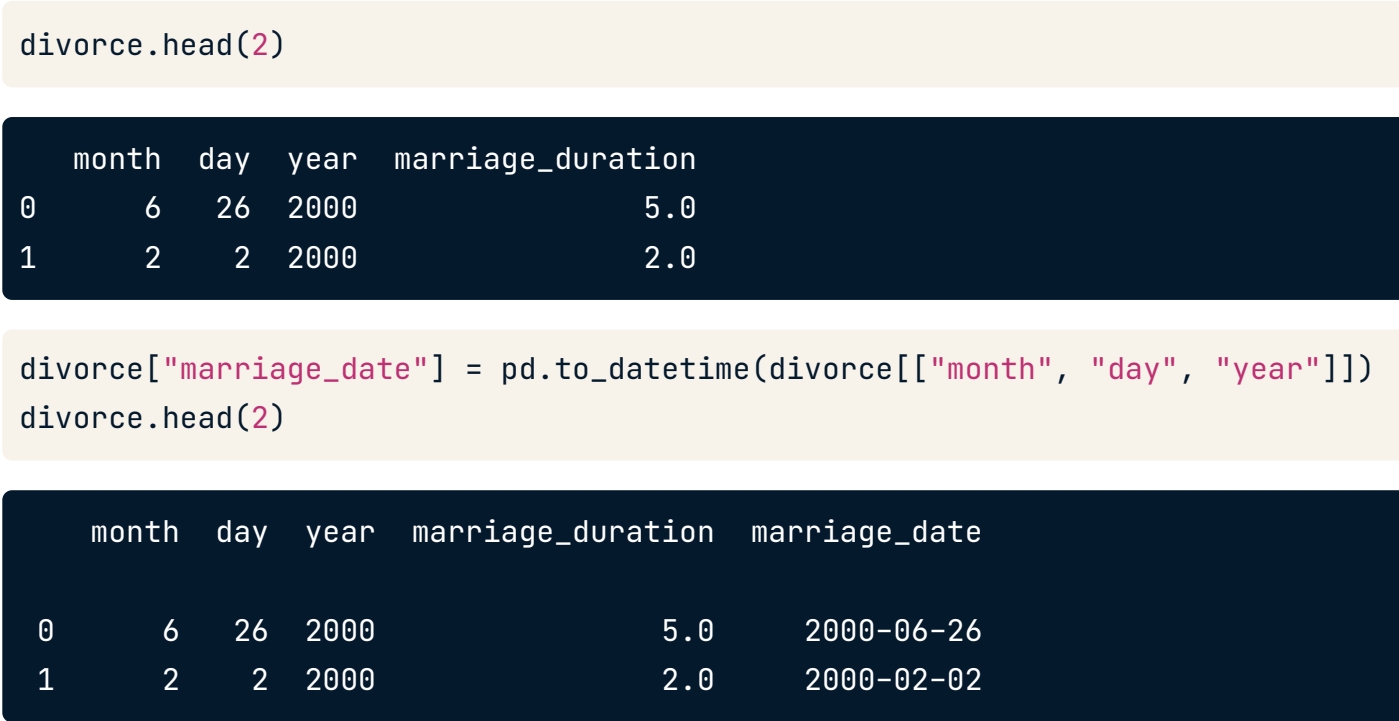 divorce.head(2)
month day year marriage_duration
0 6 26 2000 5.0
1 2 2 2000 2.0
divorce["marriage_date"] = pd.to_datetime(divorce[["month", "day", "year"]])
divorce.head(2)
month day year marriage_duration marriage_date
0 6 26 2000 5.0 2000-06-26
1 2 2 2000 2.0 2000-02-02